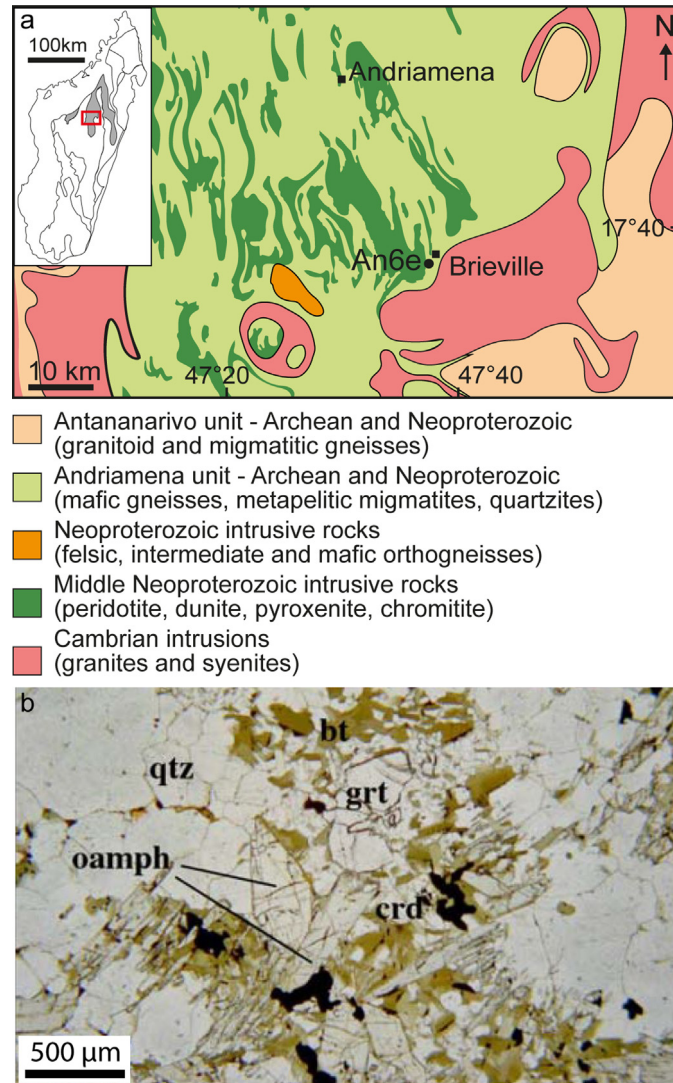 a
100km
N
Andriamena
17°40
An6e
Brieville
10 km
47°20
47°40
Antananarivo unit - Archean and Neoproterozoic
(granitoid and migmatitic gneisses)
Andriamena unit - Archean and Neoproterozoic
(mafic gneisses, metapelitic migmatites, quartzites)
Neoproterozoic intrusive rocks
(felsic, intermediate and mafic orthogneisses)
Middle Neoproterozoic intrusive rocks
(peridotite, dunite, pyroxenite, chromitite)
Cambrian intrusions
(granites and syenites)
b
bt
qtz
grt
oamph
crd
500 µm